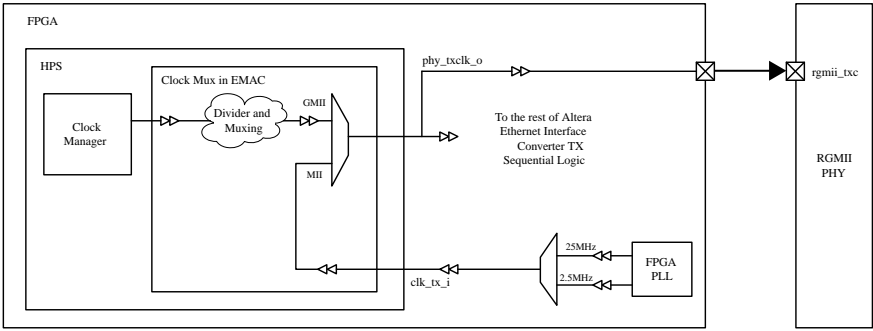 FPGA
HPS
Clock Mux in EMAC
phy_txclk_o
rgmii_txc
GMII
Divider and
Muxing
Clock
Manager
To the rest of Altera
Ethernet Interface
Converter TX
Sequential Logic
MII
RGMII
PHY
25MHz
FPGA
PLL
2.5MHz
clk_tx_i